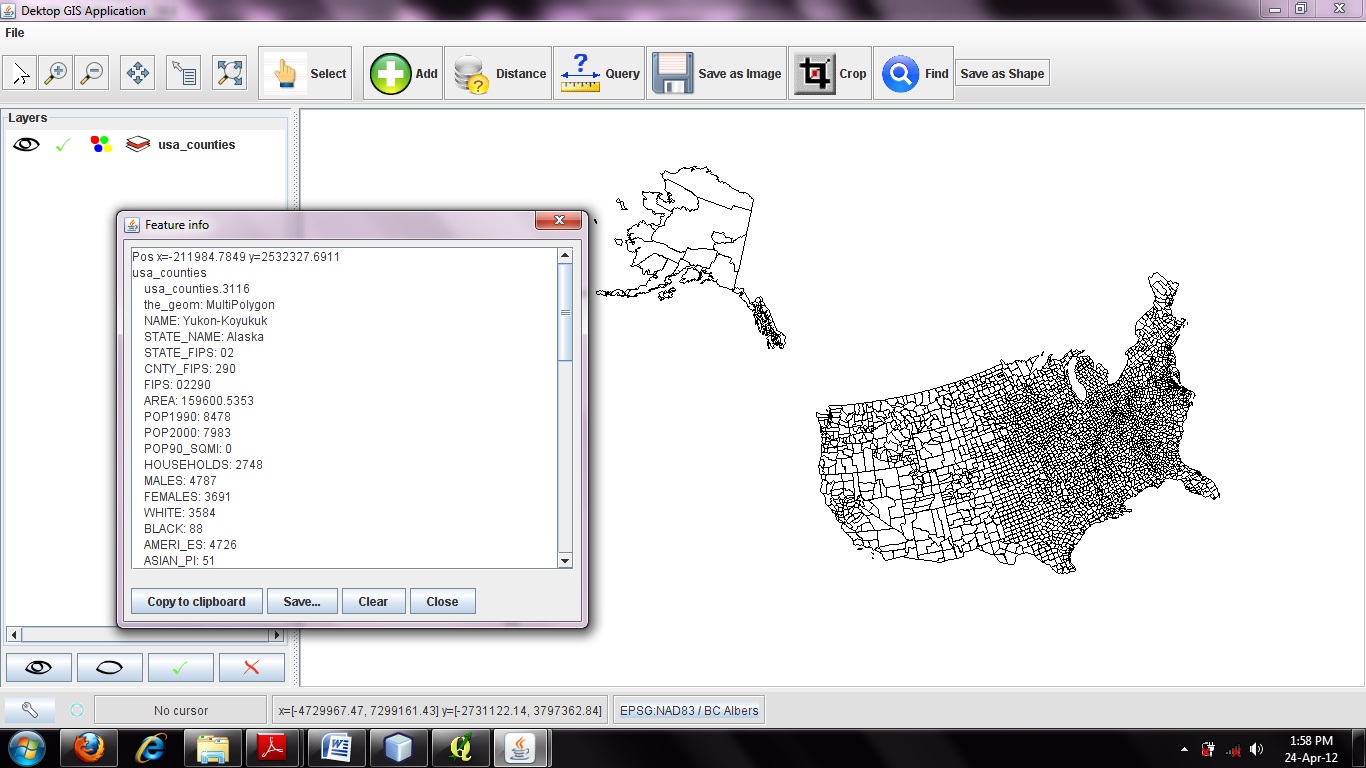 Dektop GIS Application
File
Select
Add
Distance
Query
Save as Image
Crop
Find
Save as Shape
Layers
usa_counties
Feature info
Pos x=-211984.7849 y=2532327.6911
usa_counties
usa_counties.3116
the_geom: MultiPolygon
NAME: Yukon-Koyukuk
STATE_NAME: Alaska
STATE_FIPS: 02
CNTY_FIPS: 290
FIPS: 02290
AREA: 159600.5353
POP1990: 8478
POP2000: 7983
POP90_SQMI: 0
HOUSEHOLDS: 2748
MALES: 4787
FEMALES: 3691
WHITE: 3584
BLACK: 88
AMERI_ES: 4726
ASIAN_PI: 51
Copy to clipboard
Save...
Clear
Close
No cursor
x=[-4729967.47, 7299161.43] y=[-2731122.14, 3797362.84]
EPSG:NAD83 / BC Albers
1:58 PM
24-Apr-12